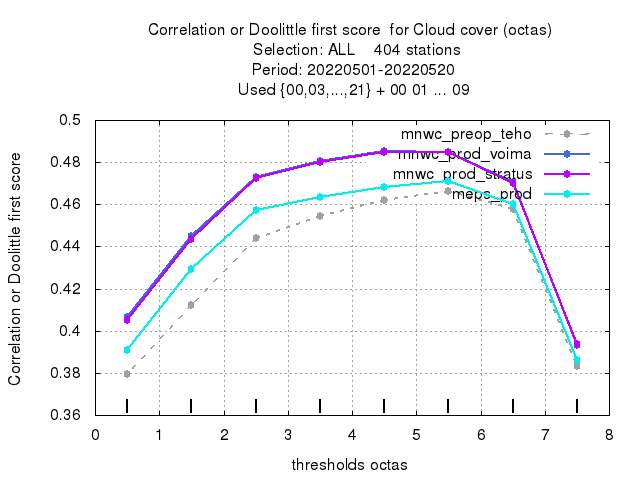 Correlation or Doolittle first score  for Cloud cover (octas)
Selection: ALL    404 stations
Period: 20220501-20220520
Used {00,03,...,21} + 00 01 ... 09
Correlation or Doolittle first score
0.5
0.48
0.46
0.44
0.42
0.4
0.38
0.36
mnwc_preop_teho
mnwc_prod_voima
mnwc_prod_stratus
meps_prod
0 1 2 3 4 5 6 7 8
thresholds octas